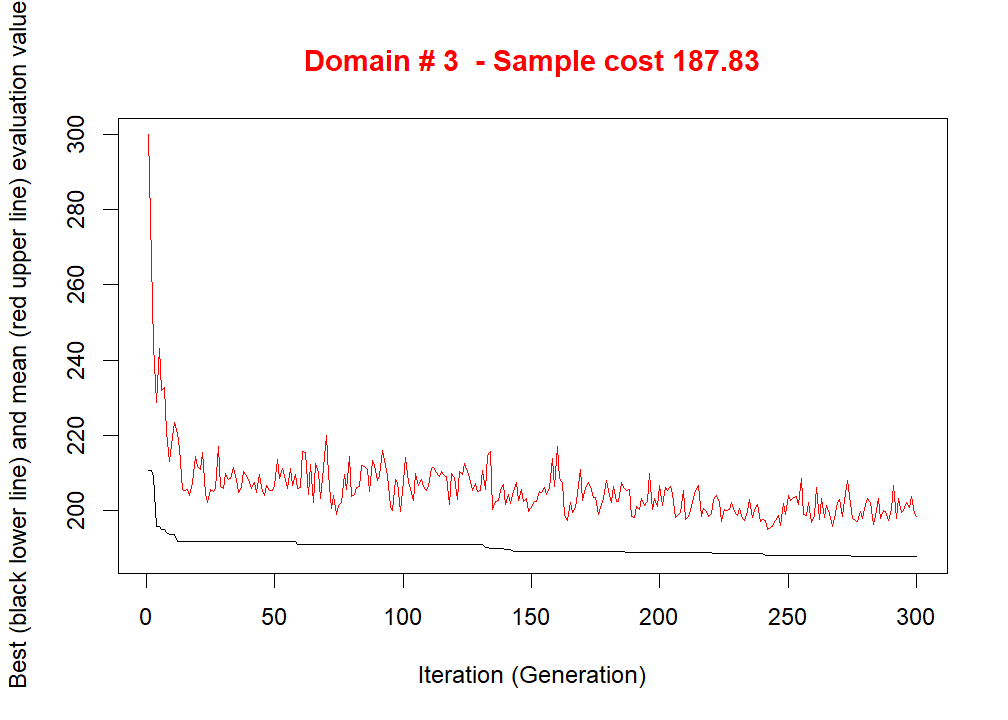 Domain # 3  - Sample cost 187.83
Best (black lower line) and mean (red upper line) evaluation value
300
280
260
240
220
200
0 50 100 150 200 250 300
Iteration (Generation)